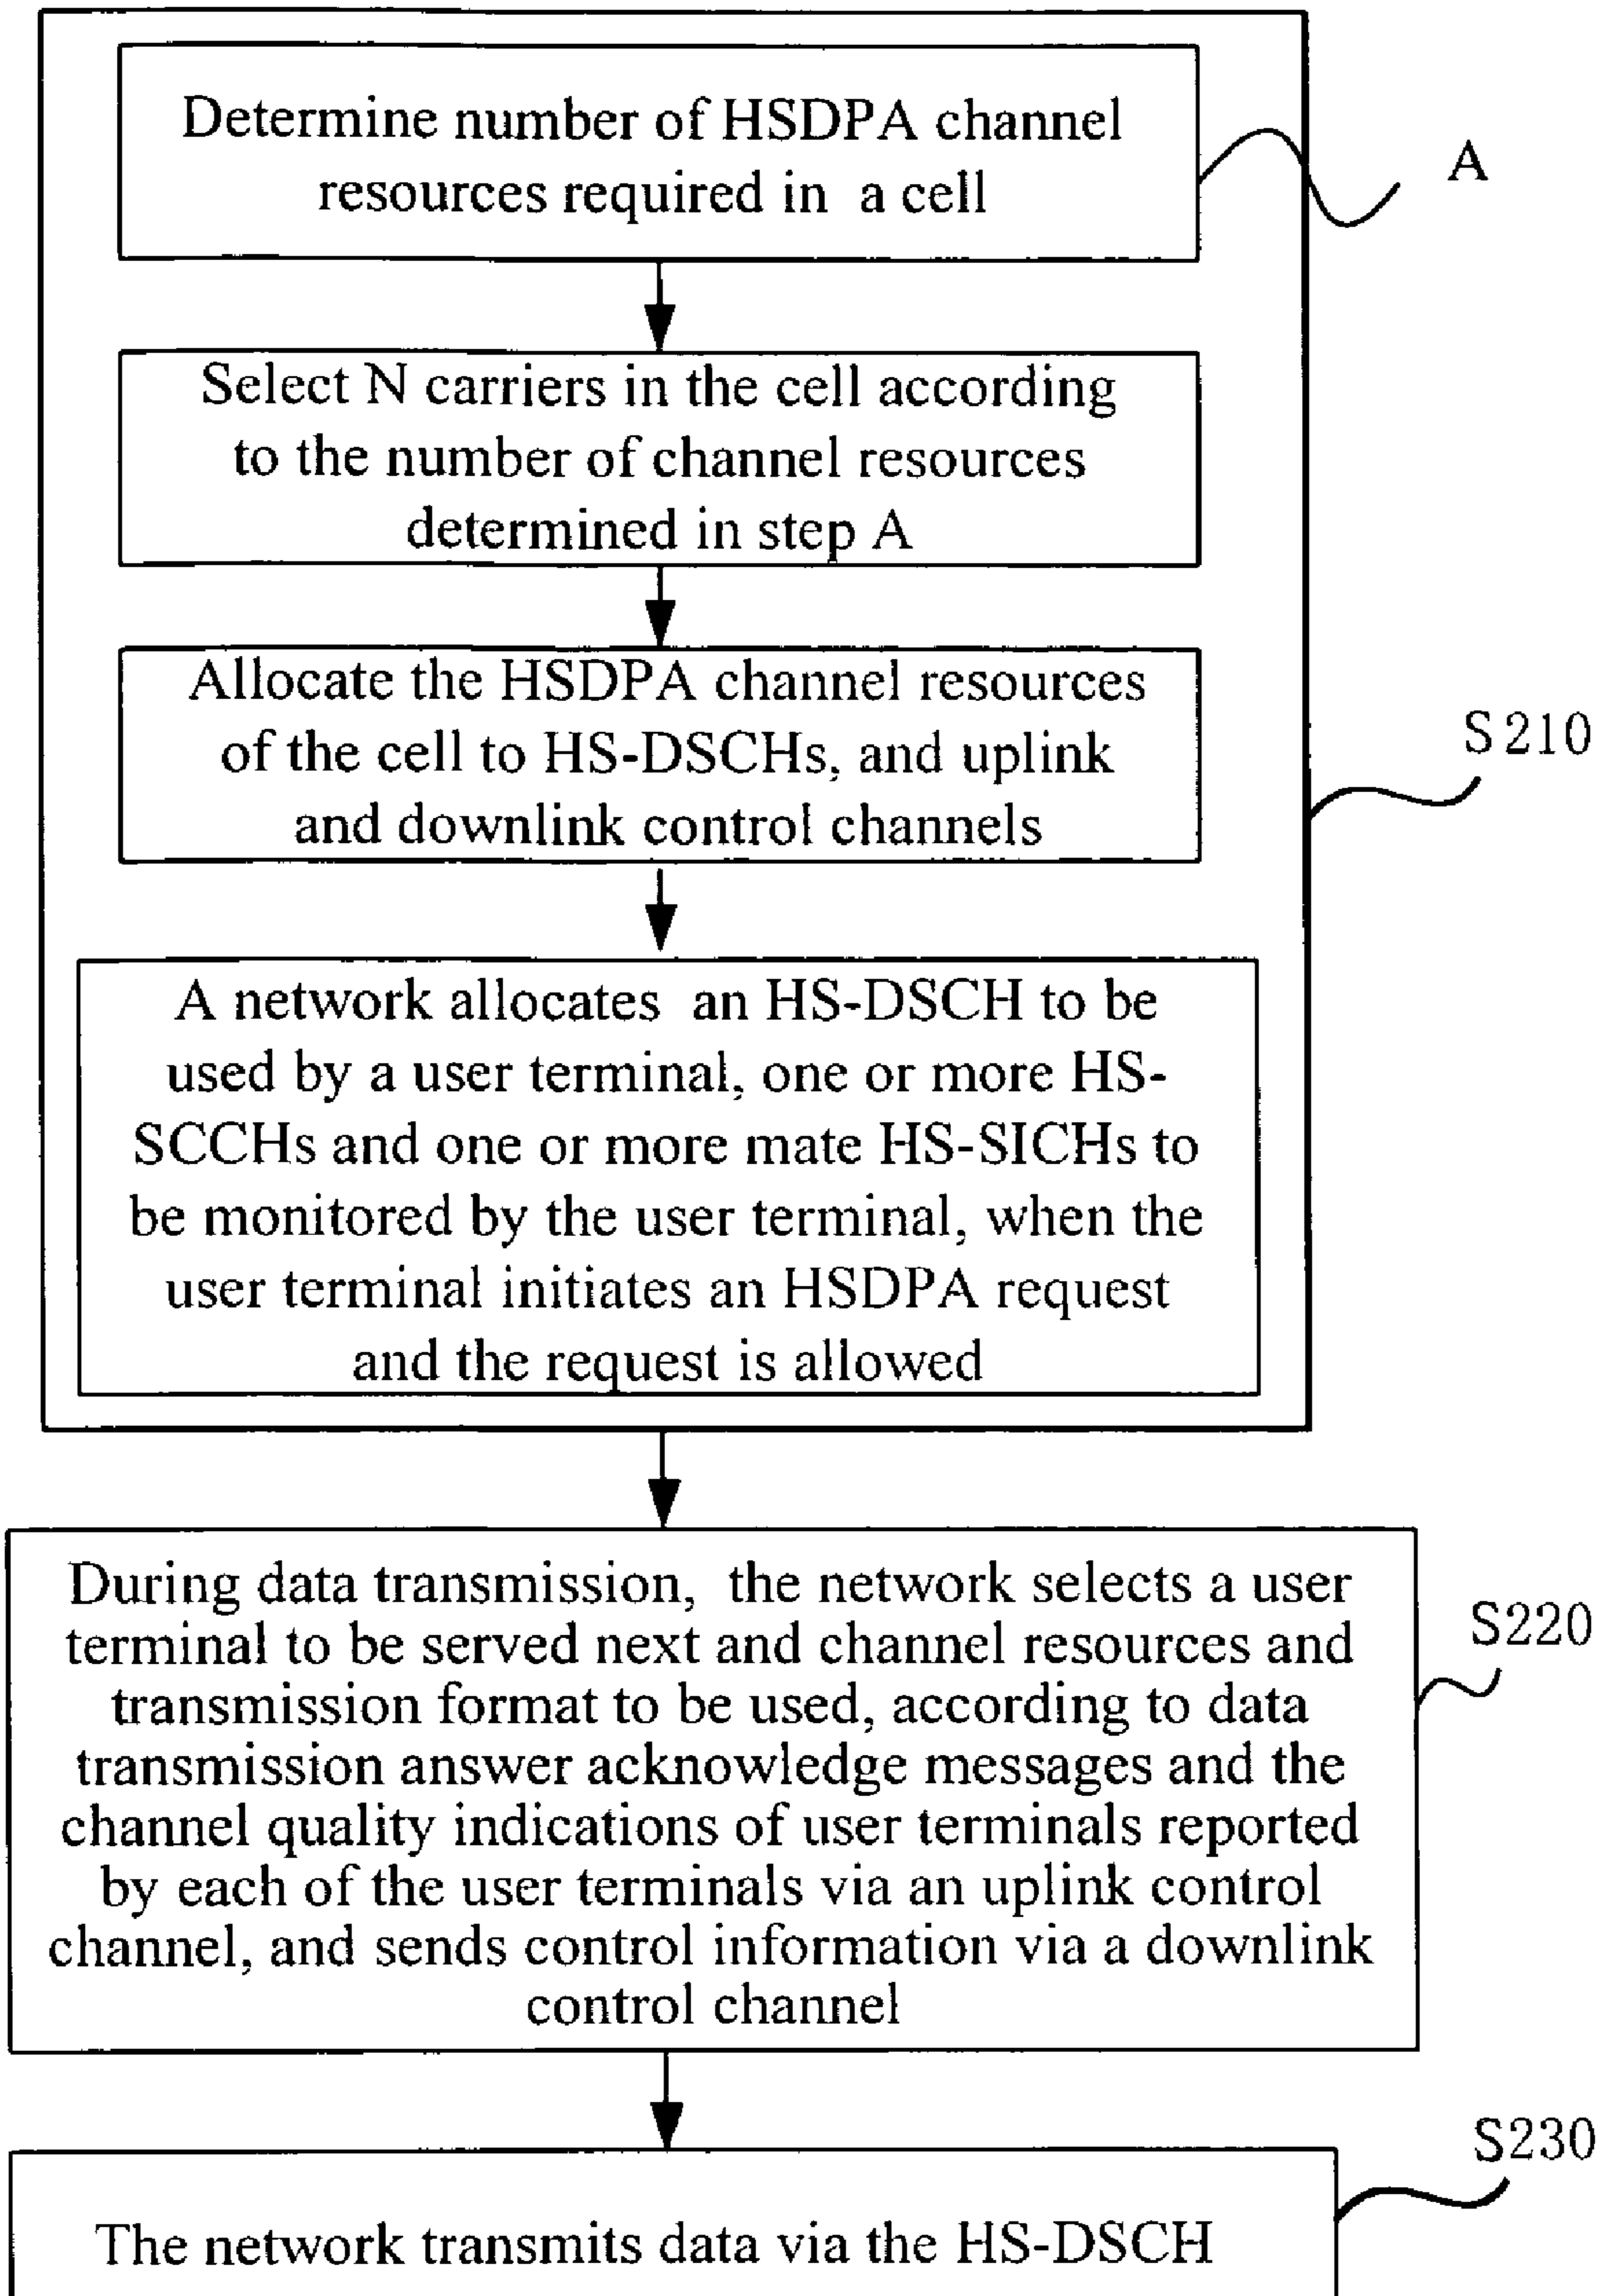 Determine number of HSDPA channel
resources required in a cell
A
Select N carriers in the cell according
to the number of channel resources
determined in step A
Allocate the HSDPA channel resources
of the cell to HS-DSCHs, and uplink
and downlink control channels
S210
A network allocates an HS-DSCH to be
used by a user terminal, one or more HS-
SCCHs and one or more mate HS-SICHs to
be monitored by the user terminal, when the
user terminal initiates an HSDPA request
and the request is allowed
During data transmission, the network selects a user
terminal to be served next and channel resources and
transmission format to be used, according to data
transmission answer acknowledge messages and the
channel quality indications of user terminals reported
by each of the user terminals via an uplink control
channel, and sends control information via a downlink
control channel
S220
S230
The network transmits data via the HS-DSCH